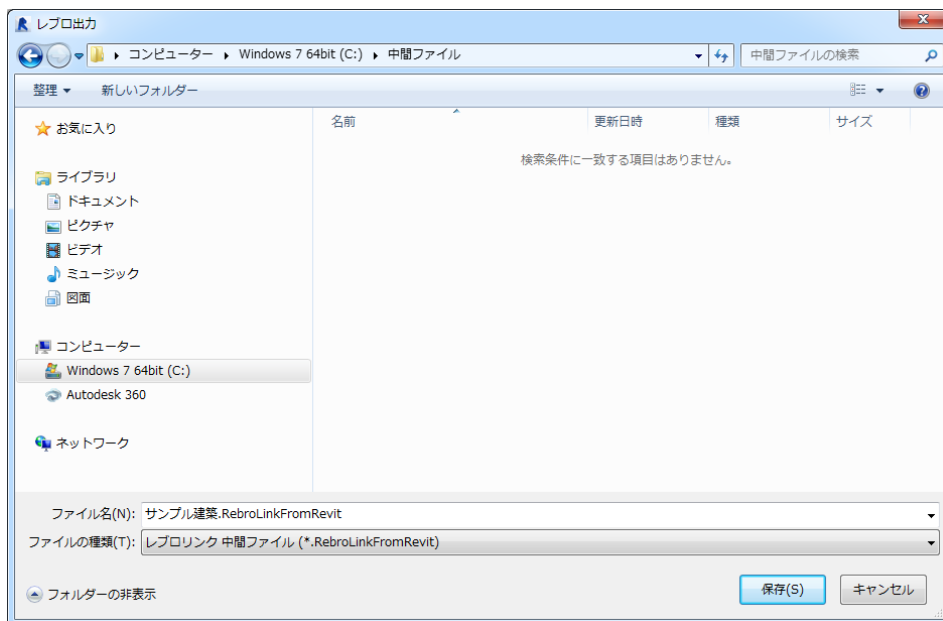 レブロ出力
コンピューター Windows 7 64bit (C:) 中間ファイル 中間ファイルの検索
整理 新しいフォルダー
名前 更新日時 種類 サイズ
検索条件に一致する項目はありません。
お気に入り
ライブラリ
ドキュメント
ピクチャ
ビデオ
ミュージック
図面
コンピューター
Windows 7 64bit (C:)
Autodesk 360
ネットワーク
ファイル名(N): サンプル建築.RebroLinkFromRevit
ファイルの種類(T): レブロリンク 中間ファイル (*.RebroLinkFromRevit)
フォルダーの非表示 保存(S) キャンセル